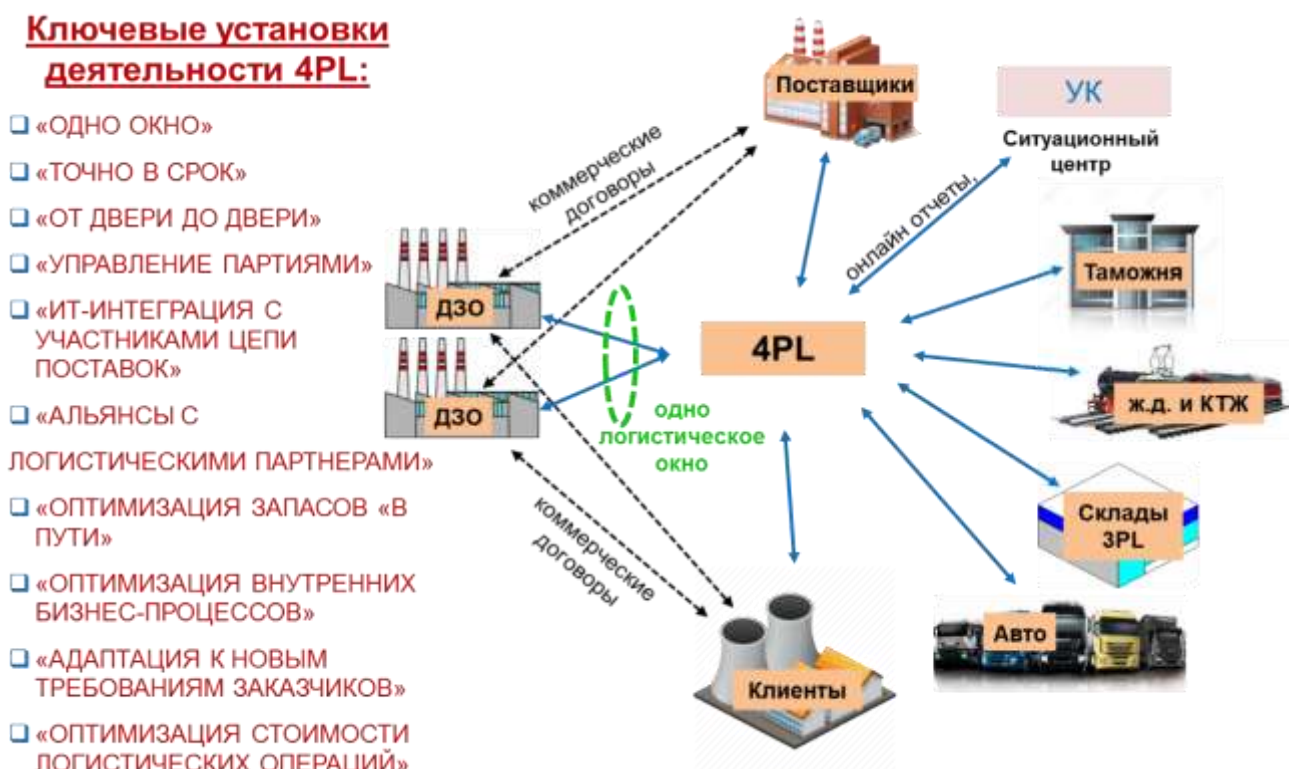 Ключевые установки
деятельности 4PL:
«ОДНО ОКНО»
«ТОЧНО В СРОК»
«ОТ ДВЕРИ ДО ДВЕРИ»
«УПРАВЛЕНИЕ ПАРТИЯМИ»
«ИТ-ИНТЕГРАЦИЯ С
УЧАСТНИКАМИ ЦЕПИ
ПОСТАВОК»
«АЛЬЯНСЫ С
ЛОГИСТИЧЕСКИМИ ПАРТНЕРАМИ»
«ОПТИМИЗАЦИЯ ЗАПАСОВ «В
ПУТИ»
«ОПТИМИЗАЦИЯ ВНУТРЕННИХ
БИЗНЕС-ПРОЦЕССОВ»
«АДАПТАЦИЯ К НОВЫМ
ТРЕБОВАНИЯМ ЗАКАЗЧИКОВ»
«ОПТИМИЗАЦИЯ СТОИМОСТИ
ЛОГИСТИЧЕСКИХ ОПЕРАЦИЙ»
Поставщики
УК
Ситуационный
центр
коммерческие
договоры
онлайн отчеты,
Таможня
ДЗО
4PL
ДЗО
ж.д. и КТЖ
одно
логистическое
окно
Склады
3PL
коммерческие
договоры
Авто
Клиенты